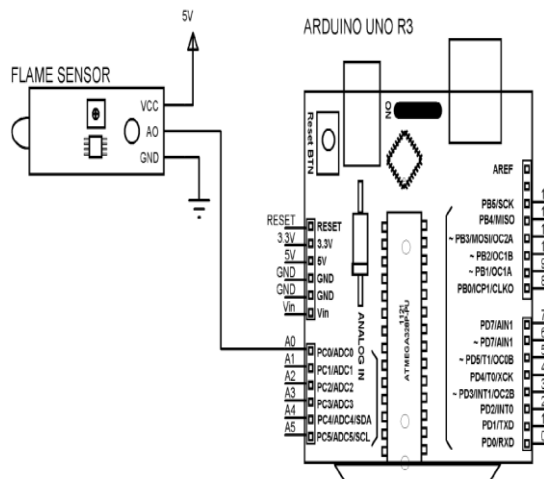 5V
ARDUINO UNO R3
FLAME SENSOR
VCC
AO
GND
Reset BTN
ON
AREF
PB5/SCK
PB4/MISO
~ PB3/MOSI/OC2A
~ PB2/OC1B
~ PB1/OC1A
PB0/ICP1/CLKO
RESET RESET
3.3V 3.3V
5V 5V
GND GND
GND GND
Vin Vin
ANALOG IN
1121
ATMEGA328P-PU
A0 PC0/ADC0
A1 PC1/ADC1
A2 PC2/ADC2
A3 PC3/ADC3
A4 PC4/ADC4/SDA
A5 PC5/ADC5/SCL
PD7/AIN1
~ PD7/AIN1
~ PD5/T1/OC0B
PD4/T0/XCK
~ PD3/INT1/OC2B
PD2/INT0
PD1/TXD
PD0/RXD